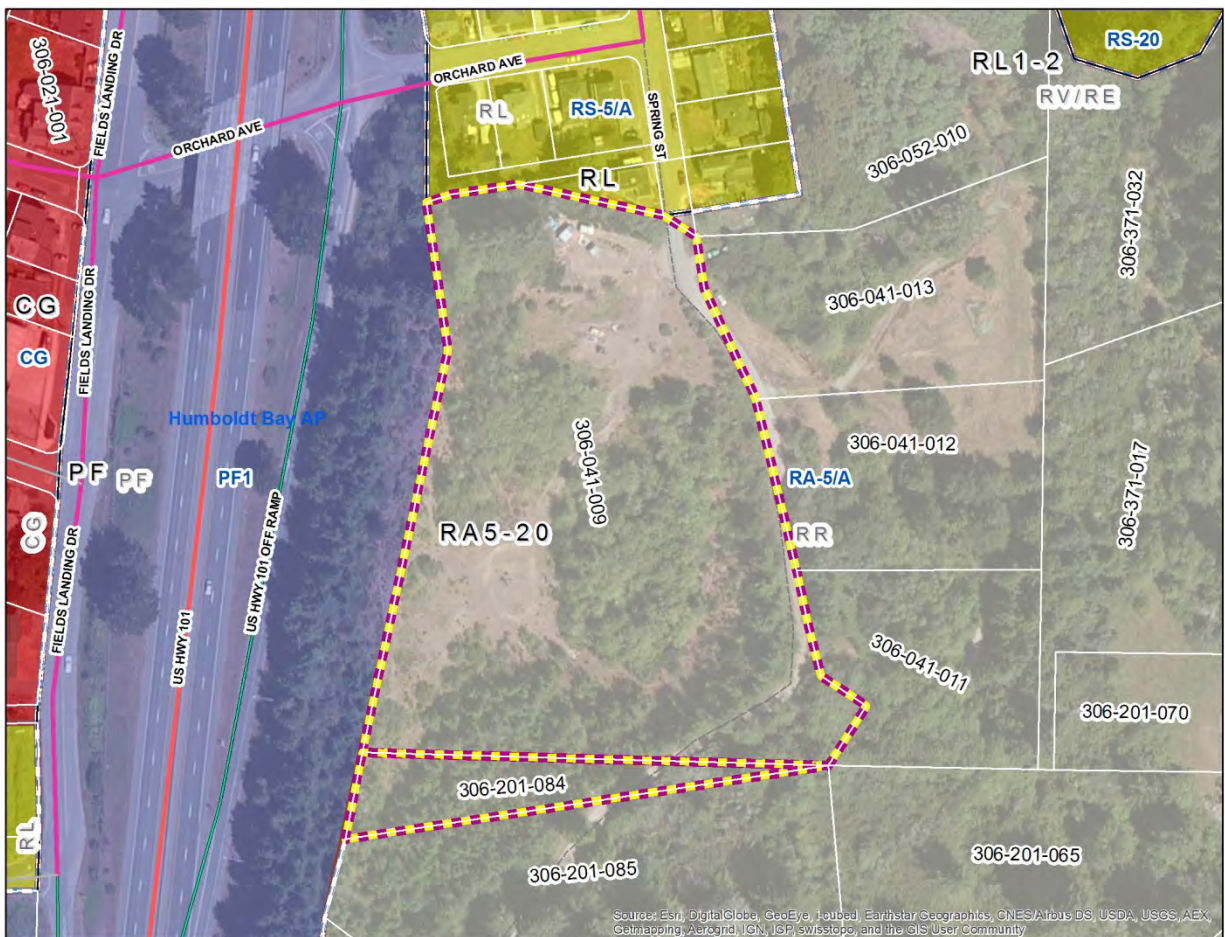 306-021-001
FIELDS LANDING DR
ORCHARD AVE
ORCHARD AVE
RL
RS-5/A
SPRING ST
RL
RL1-2
RS-20
RV/RE
306-052-010
306-371-032
306-041-013
FIELDS LANDING DR
CG
CG
Humboldt Bay AP
306-041-009
306-041-012
PF
PF
PF1
RA-5/A
306-371-017
CG
US HWY 101 OFF RAMP
RA5-20
RR
FIELDS LANDING DR
US HWY 101
306-041-011
306-201-070
306-201-084
RL
306-201-085
306-201-065
Source: Esri, DigitalGlobe, GeoEye, i-cubed, Earthstar Geographics, CNES/Airbus DS, USDA, USGS, AEX,
Getmapping, Aerogrid, IGN, IGP, swisstopo, and the GIS User Community